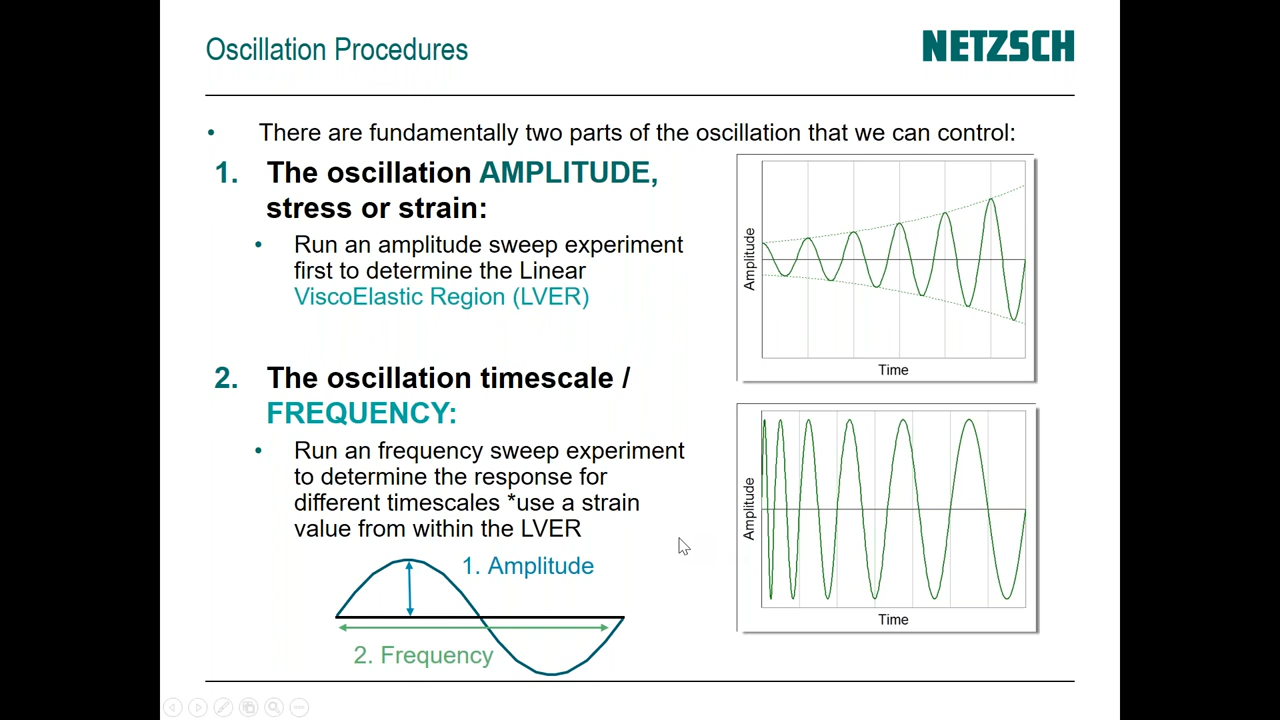 Oscillation Procedures
NETZSCH
• There are fundamentally two parts of the oscillation that we can control:
1. The oscillation AMPLITUDE,
stress or strain:
• Run an amplitude sweep experiment
first to determine the Linear
ViscoElastic Region (LVER)
Amplitude
Time
2. The oscillation timescale /
FREQUENCY:
• Run an frequency sweep experiment
to determine the response for
different timescales *use a strain
value from within the LVER
Amplitude
Time
1. Amplitude
2. Frequency